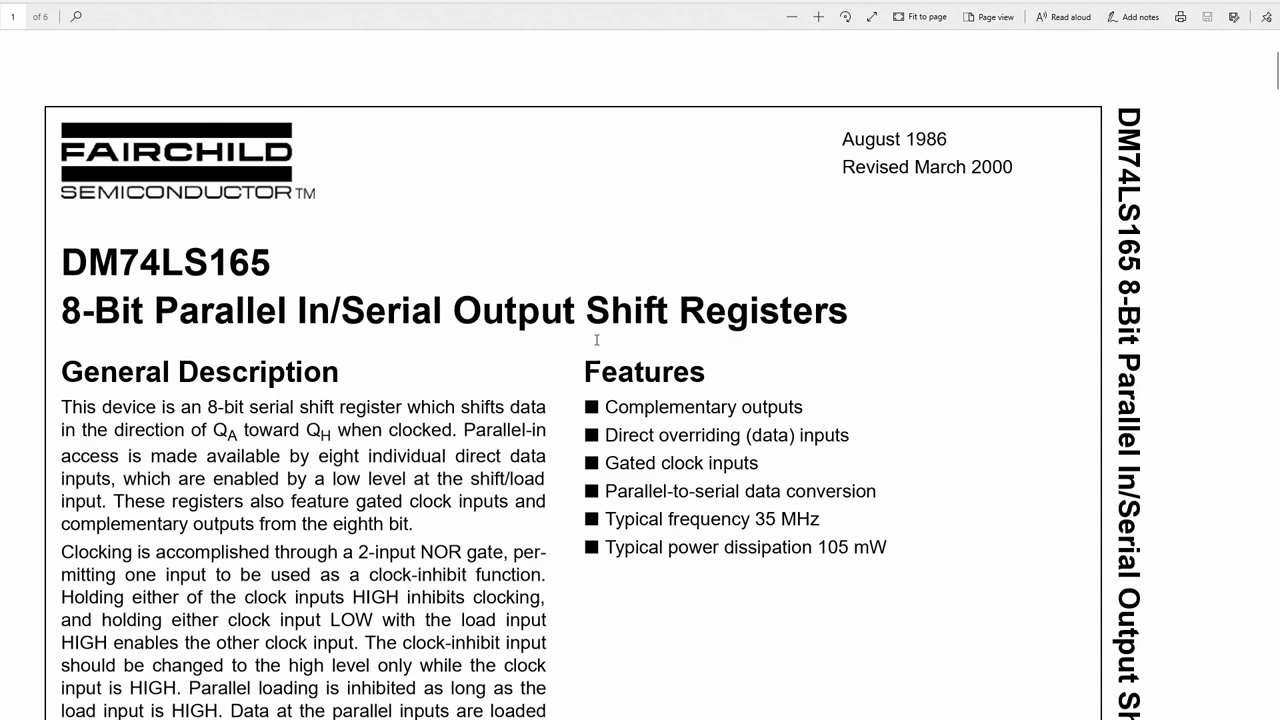 1 of 6
Fit to page
Page view
Read aloud
Add notes
FAIRCHILD
SEMICONDUCTOR TM
August 1986
Revised March 2000
DM74LS165
8-Bit Parallel In/Serial Output Shift Registers
General Description
This device is an 8-bit serial shift register which shifts data
in the direction of QA toward QH when clocked. Parallel-in
access is made available by eight individual direct data
inputs, which are enabled by a low level at the shift/load
input. These registers also feature gated clock inputs and
complementary outputs from the eighth bit.
Clocking is accomplished through a 2-input NOR gate, per-
mitting one input to be used as a clock-inhibit function.
Holding either of the clock inputs HIGH inhibits clocking,
and holding either clock input LOW with the load input
HIGH enables the other clock input. The clock-inhibit input
should be changed to the high level only while the clock
input is HIGH. Parallel loading is inhibited as long as the
load input is HIGH. Data at the parallel inputs are loaded
Features
■ Complementary outputs
■ Direct overriding (data) inputs
■ Gated clock inputs
■ Parallel-to-serial data conversion
■ Typical frequency 35 MHz
■ Typical power dissipation 105 mW
DM74LS165 8-Bit Parallel In/Serial Output Sh